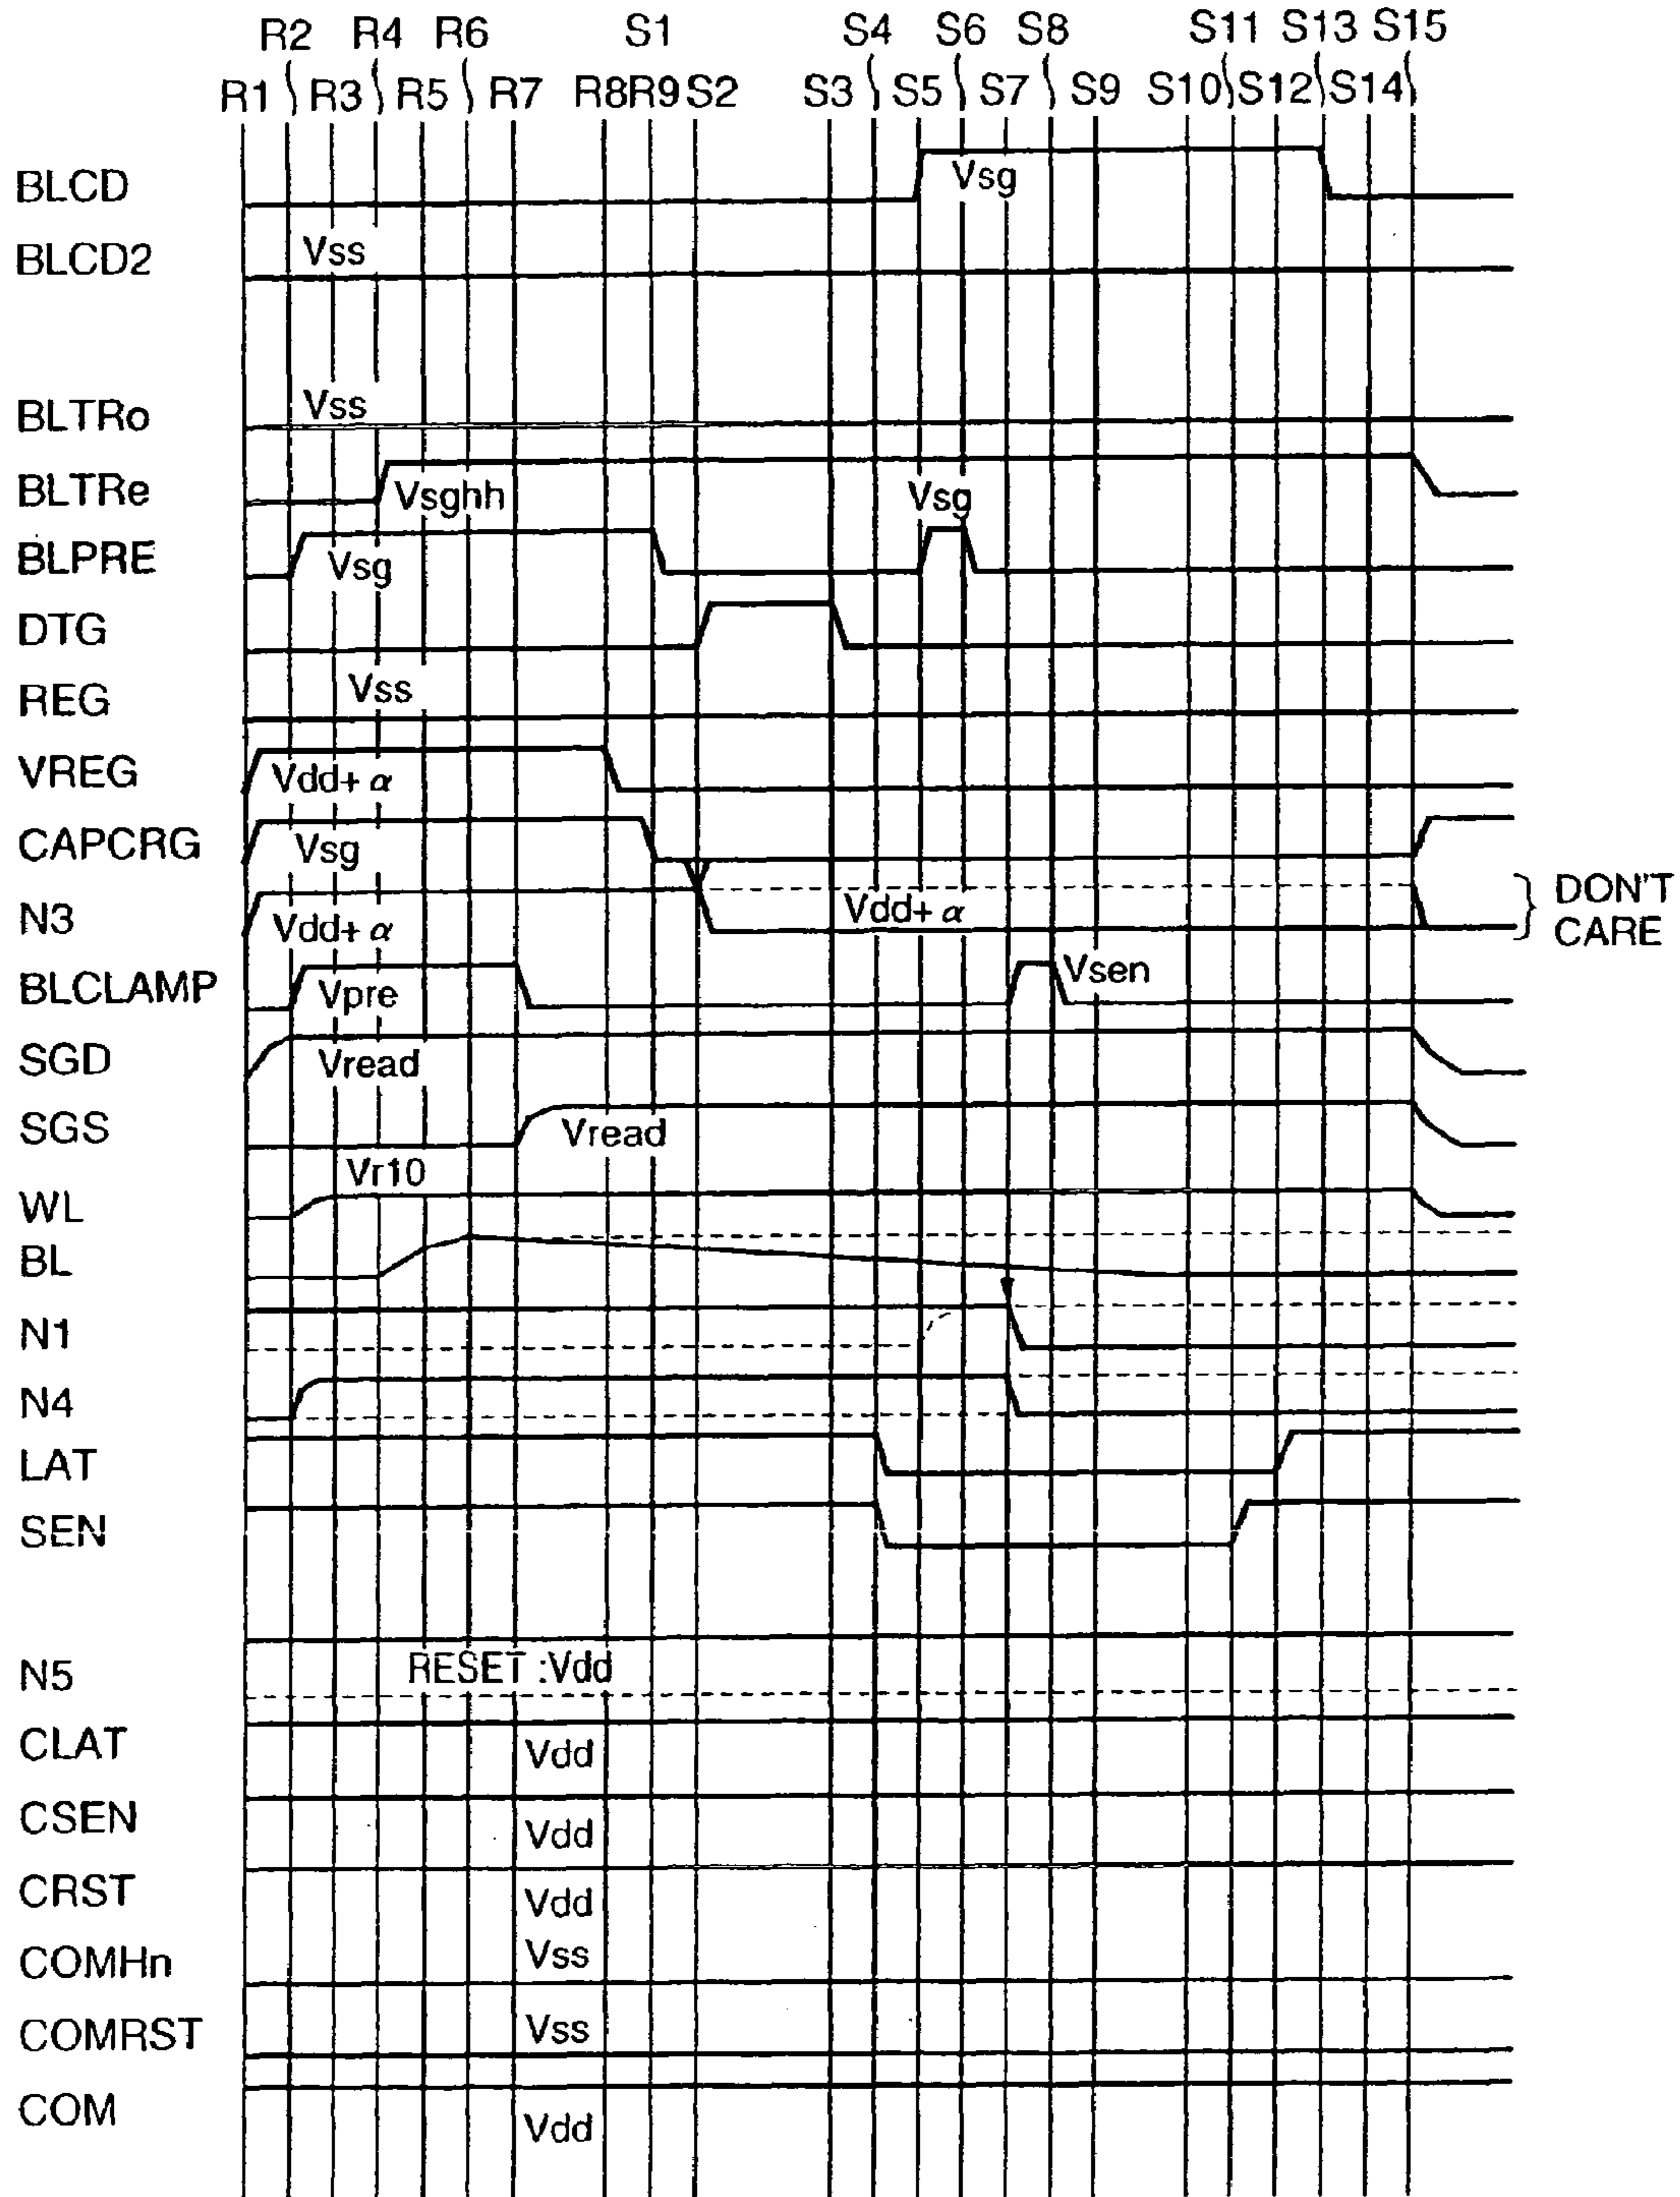 R2 R4 R6 S1 S4 S6 S8 S11 S13 S15
R1 R3 R5 R7 R8R9S2 S3 S5 S7 S9 S10 S12 S14
BLCD Vsg
BLCD2 Vss
BLTRo Vss
BLTRe Vsghh Vsg
BLPRE Vsg
DTG
REG Vss
VREG Vdd+ α
CAPCRG Vsg
N3 Vdd+ α Vdd+ α DON'T
CARE
BLCLAMP Vpre Vsen
SGD Vread
SGS Vread
Vr10
WL
BL
N1
N4
LAT
SEN
N5 RESET :Vdd
CLAT Vdd
CSEN Vdd
CRST Vdd
COMHn Vss
COMRST Vss
COM Vdd